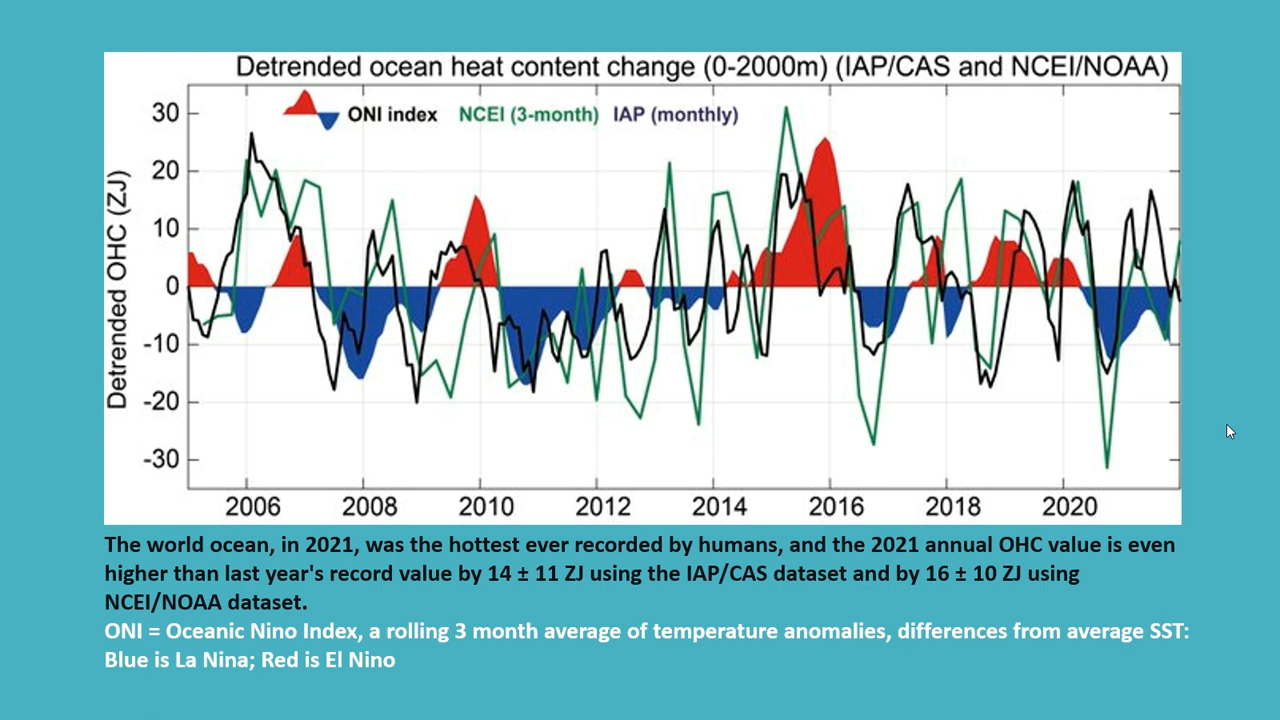 Detrended ocean heat content change (0-2000m) (IAP/CAS and NCEI/NOAA)
ONI index NCEI (3-month) IAP (monthly)
Detrended OHC (ZJ)
30
20
10
0
-10
-20
-30
2006 2008 2010 2012 2014 2016 2018 2020
The world ocean, in 2021, was the hottest ever recorded by humans, and the 2021 annual OHC value is even
higher than last year's record value by 14 ± 11 ZJ using the IAP/CAS dataset and by 16 ± 10 ZJ using
NCEI/NOAA dataset.
ONI = Oceanic Nino Index, a rolling 3 month average of temperature anomalies, differences from average SST:
Blue is La Nina; Red is El Nino